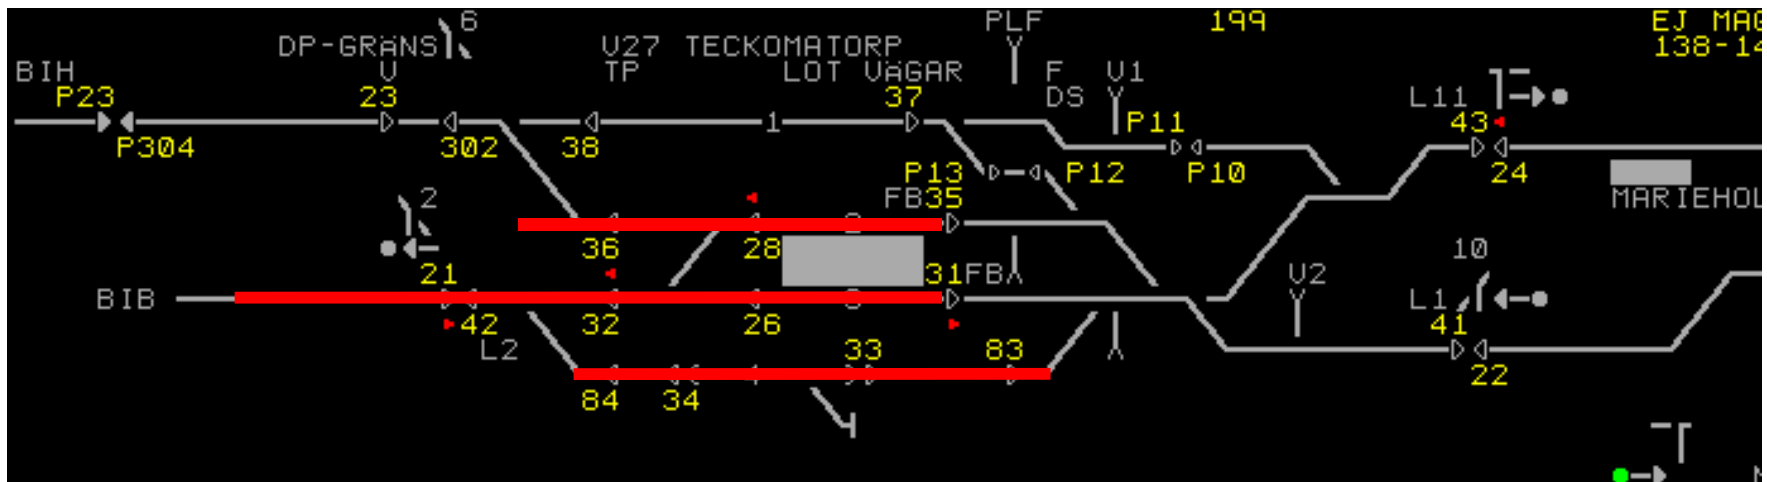 6 PLF 199 EJ MAG
DP-GRÄNS V27 TECKOMATORP 138-14
BIH V TP LOT VÄGAR F V1
P23 23 37 DS L11
P11 43
P304 302 38
P13 P12 P10 24
2 FB35 MARIEHOL
36 28 10
21 31FB V2
BIB L1
42 32 26 41
L2 33 83
22
84 34